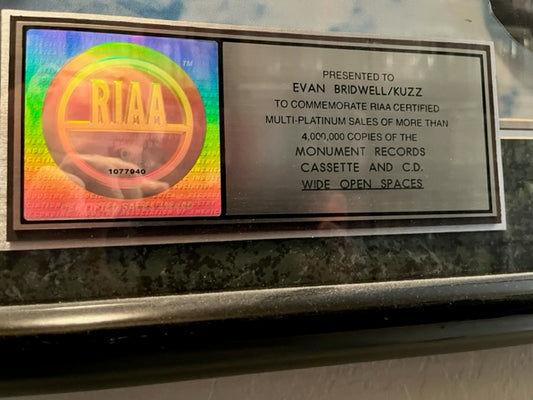 RIAA
TM
1077940
PRESENTED TO
EVAN BRIDWELL/KUZZ
TO COMMEMORATE RIAA CERTIFIED
MULTI-PLATINUM SALES OF MORE THAN
4,000,000 COPIES OF THE
MONUMENT RECORDS
CASSETTE AND C.D.
WIDE OPEN SPACES